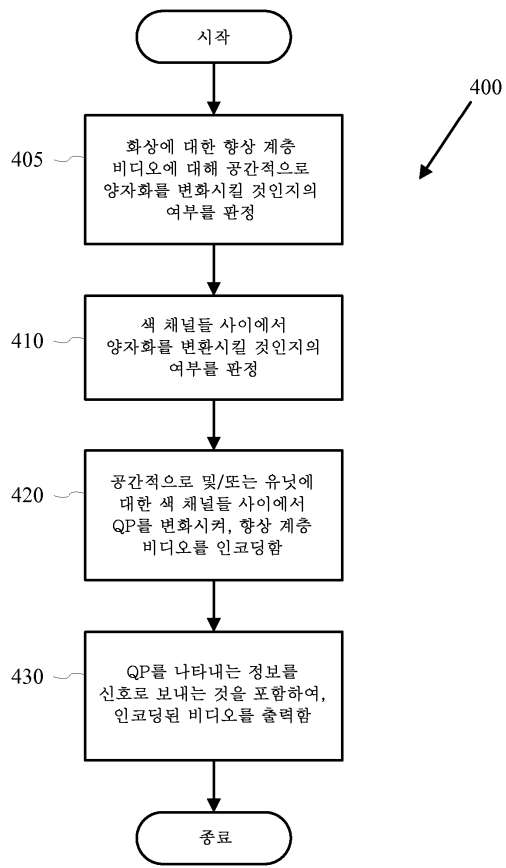 시작
400
405
화상에 대한 향상 계층
비디오에 대해 공간적으로
양자화를 변화시킬 것인지의
여부를 판정
410
색 채널들 사이에서
양자화를 변환시킬 것인지의
여부를 판정
420
공간적으로 및/또는 유닛에
대한 색 채널들 사이에서
QP를 변화시켜, 향상 계층
비디오를 인코딩함
430
QP를 나타내는 정보를
신호로 보내는 것을 포함하여,
인코딩된 비디오를 출력함
종료